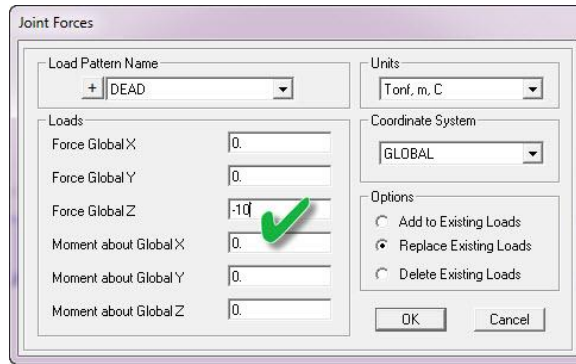 Joint Forces
Load Pattern Name
+ DEAD
Units
Tonf, m, C
Loads
Force Global X 0.
Force Global Y 0.
Force Global Z -10
Moment about Global X 0.
Moment about Global Y 0.
Moment about Global Z 0.
Coordinate System
GLOBAL
Options
Add to Existing Loads
Replace Existing Loads
Delete Existing Loads
OK Cancel